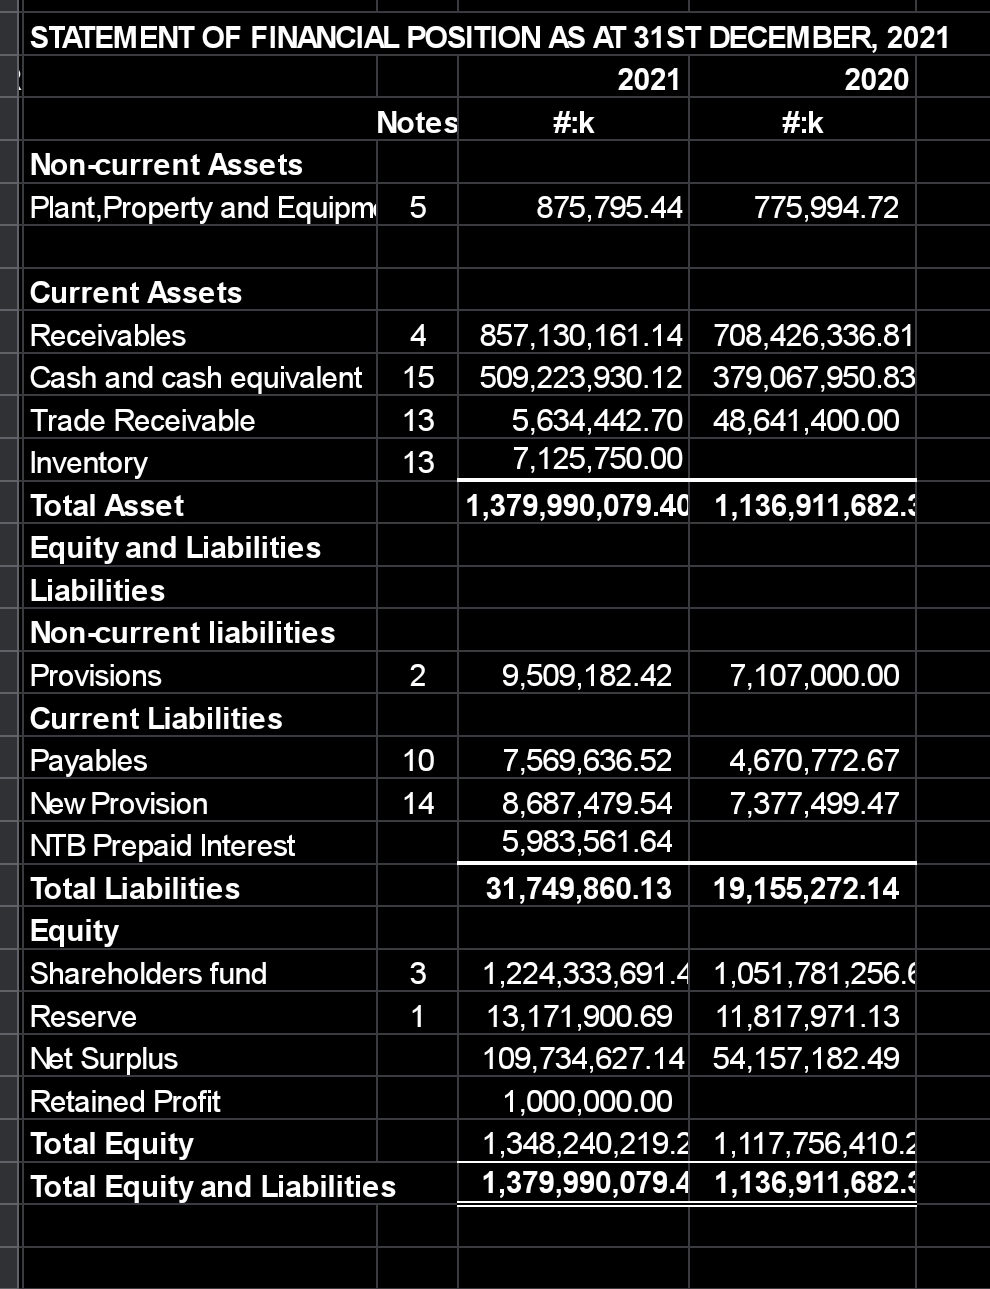 STATEMENT OF FINANCIAL POSITION AS AT 31ST DECEMBER, 2021
2021 2020
Notes #:k #:k
Non-current Assets
Plant,Property and Equipm 5 875,795.44 775,994.72
Current Assets
Receivables 4 857,130,161.14 708,426,336.81
Cash and cash equivalent 15 509,223,930.12 379,067,950.83
Trade Receivable 13 5,634,442.70 48,641,400.00
Inventory 13 7,125,750.00
Total Asset 1,379,990,079.40 1,136,911,682.3
Equity and Liabilities
Liabilities
Non-current liabilities
Provisions 2 9,509,182.42 7,107,000.00
Current Liabilities
Payables 10 7,569,636.52 4,670,772.67
New Provision 14 8,687,479.54 7,377,499.47
NTB Prepaid Interest 5,983,561.64
Total Liabilities 31,749,860.13 19,155,272.14
Equity
Shareholders fund 3 1,224,333,691.4 1,051,781,256.6
Reserve 1 13,171,900.69 11,817,971.13
Net Surplus 109,734,627.14 54,157,182.49
Retained Profit 1,000,000.00
Total Equity 1,348,240,219.2 1,117,756,410.2
Total Equity and Liabilities 1,379,990,079.4 1,136,911,682.3